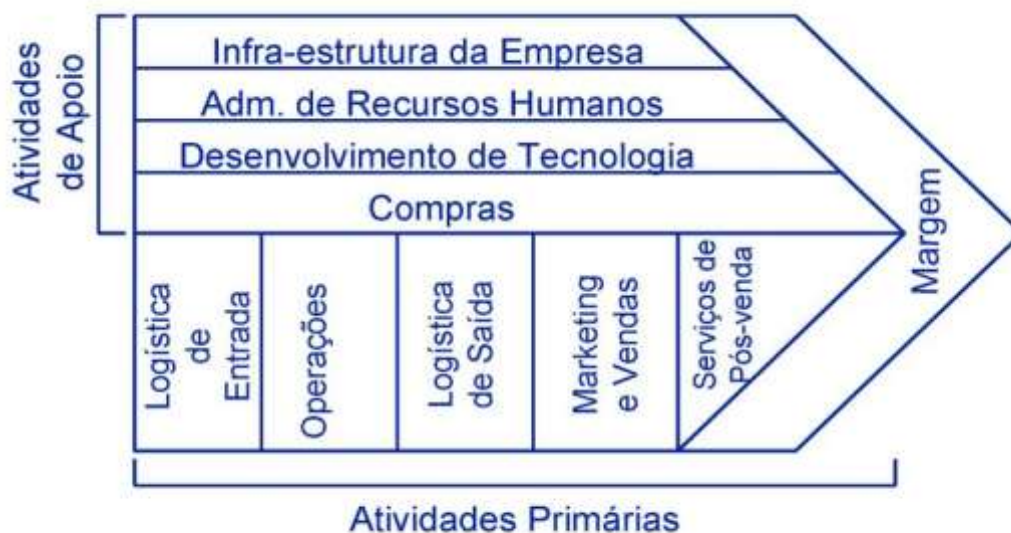 Atividades
de Apoio
Infra-estrutura da Empresa
Adm. de Recursos Humanos
Desenvolvimento de Tecnologia
Compras
Logística
de
Entrada
Operações
Logística
de Saída
Marketing
e Vendas
Serviços de
Pós-venda
Margem
Atividades Primárias